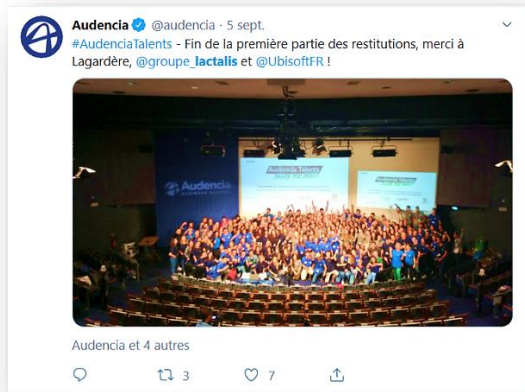 Audencia @audencia · 5 sept.
#AudenciaTalents - Fin de la première partie des restitutions, merci à
Lagardère, @groupe_lactalis et @UbisoftFR !
Audencia
Audencia Talents
Audencia et 4 autres
3 7